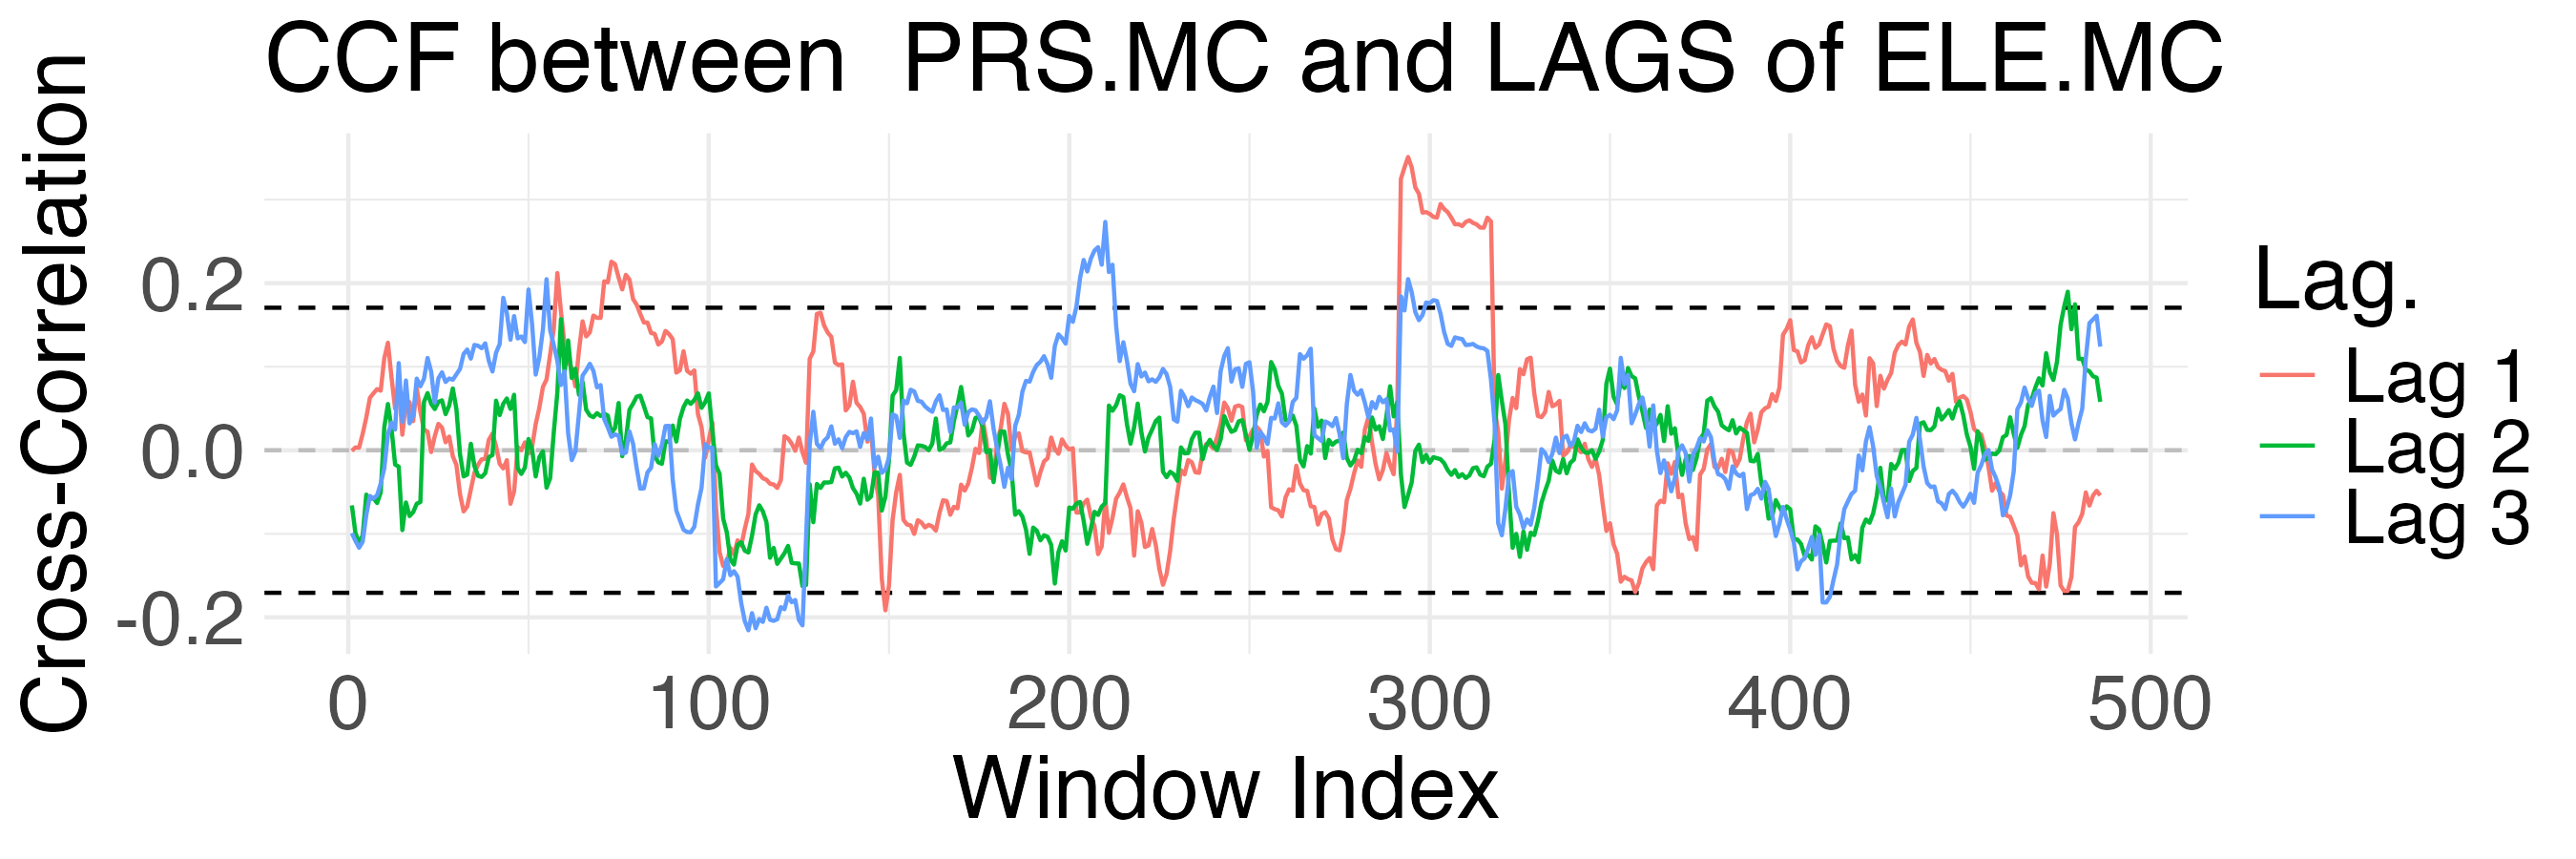 CCF between  PRS.MC and LAGS of ELE.MC
Cross-Correlation
0.2
0.0
-0.2
0 100 200 300 400 500
Window Index
Lag.
Lag 1
Lag 2
Lag 3